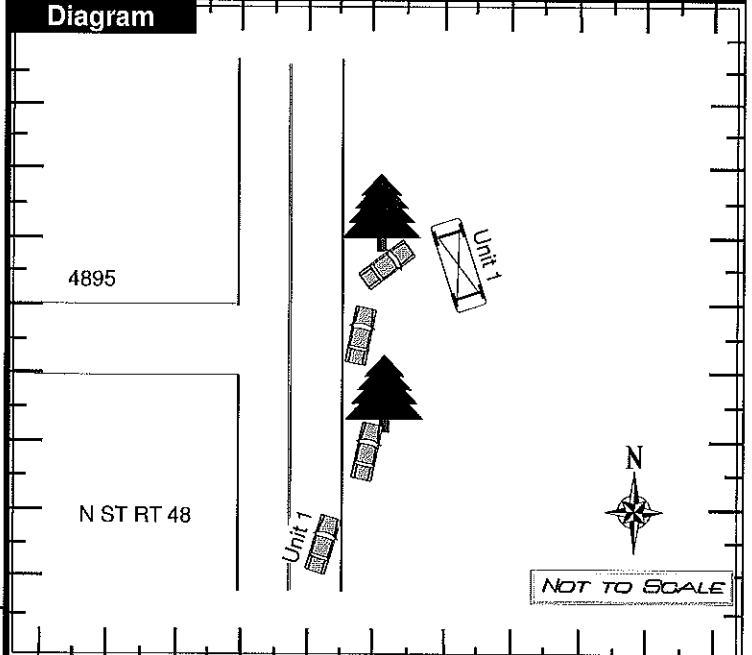 Diagram
Unit 1
4895
N
N ST RT 48
Unit 1
NOT TO SCALE